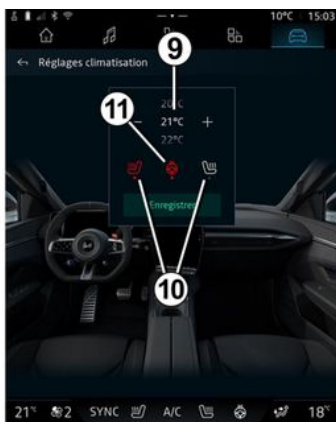 10°C 15:03
Réglages climatisation
9
20°C
11
− 21°C +
22°C
Enregistrer
10
21° 2 SYNC A/C 18°